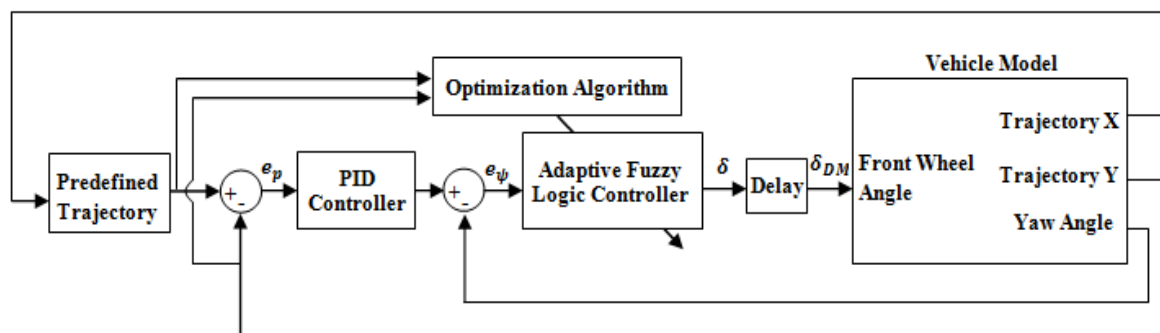 Vehicle Model
Optimization Algorithm
Predefined
Trajectory
+
-
e_p
PID
Controller
+
-
e_ψ
Adaptive Fuzzy
Logic Controller
δ
Delay
δ_DM
Front Wheel
Angle
Trajectory X
Trajectory Y
Yaw Angle